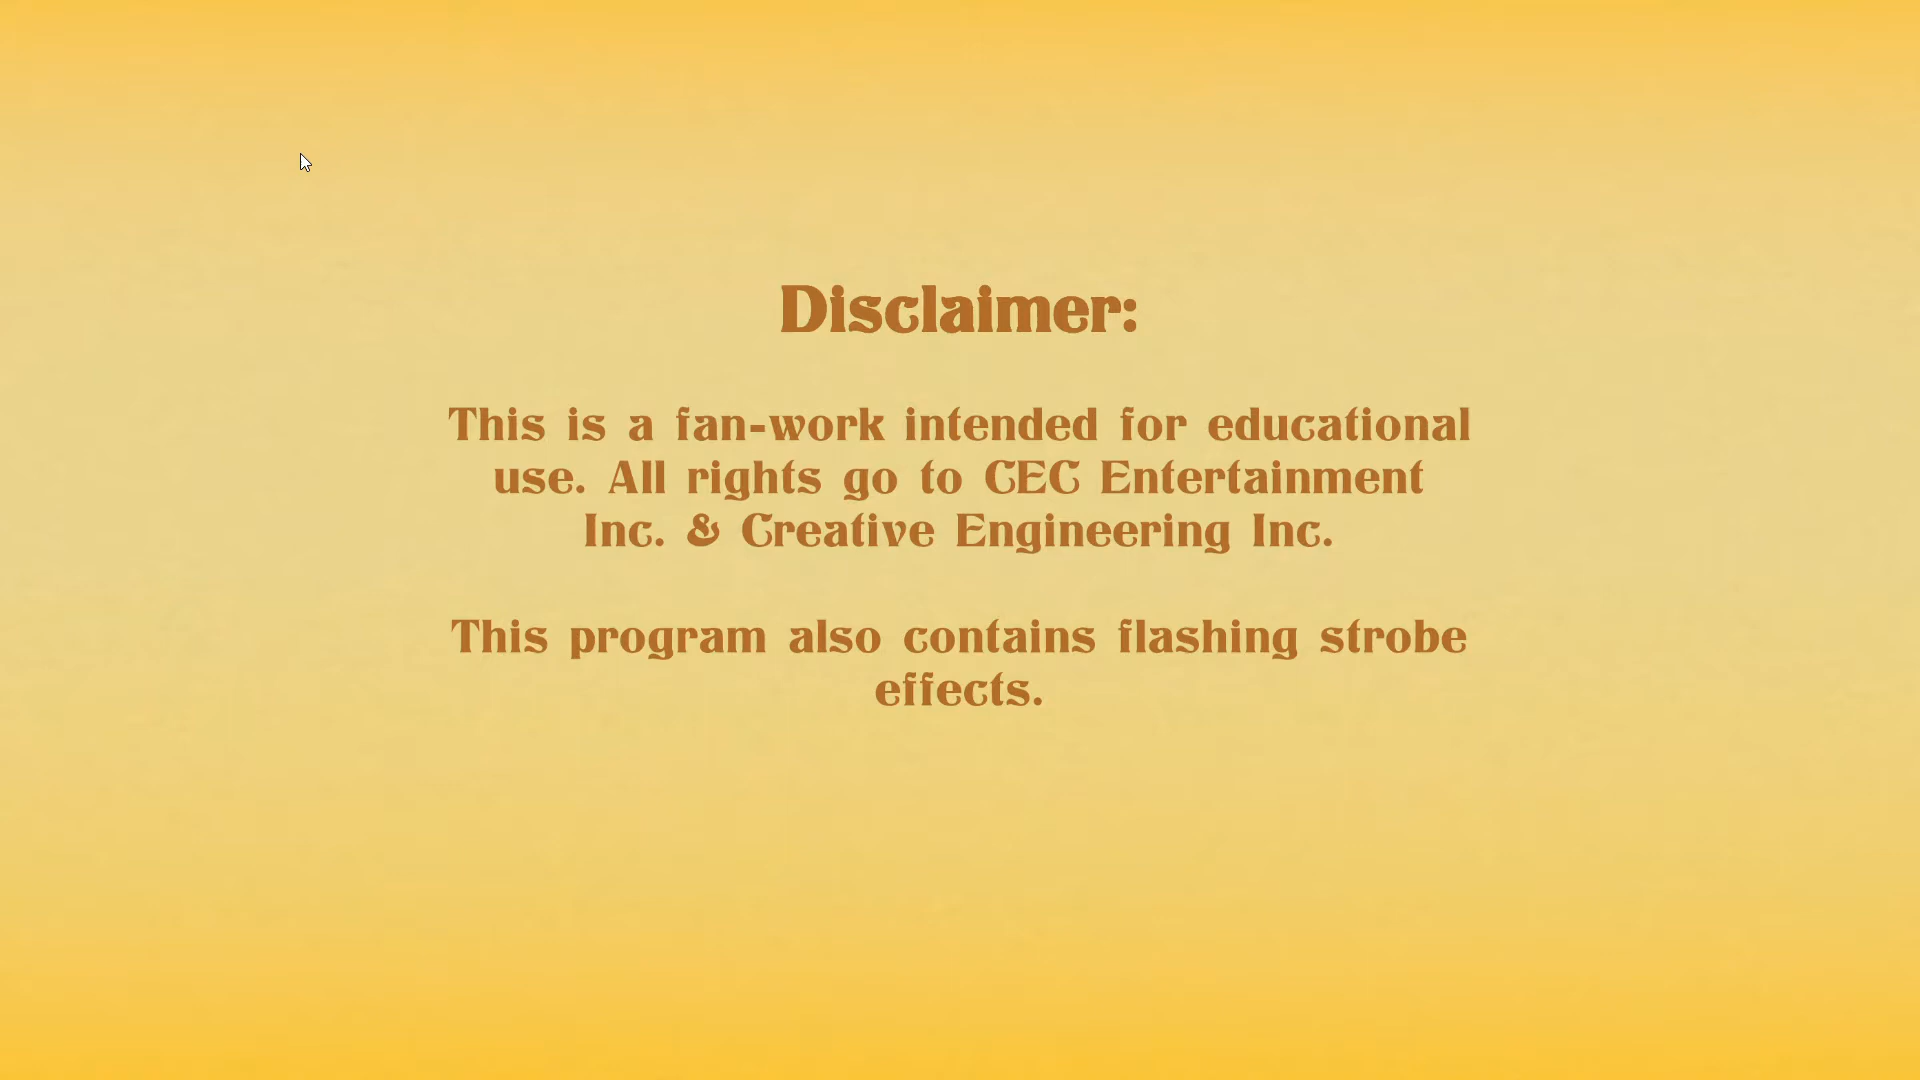 Disclaimer:
This is a fan-work intended for educational
use. All rights go to CEC Entertainment
Inc. & Creative Engineering Inc.
This program also contains flashing strobe
effects.